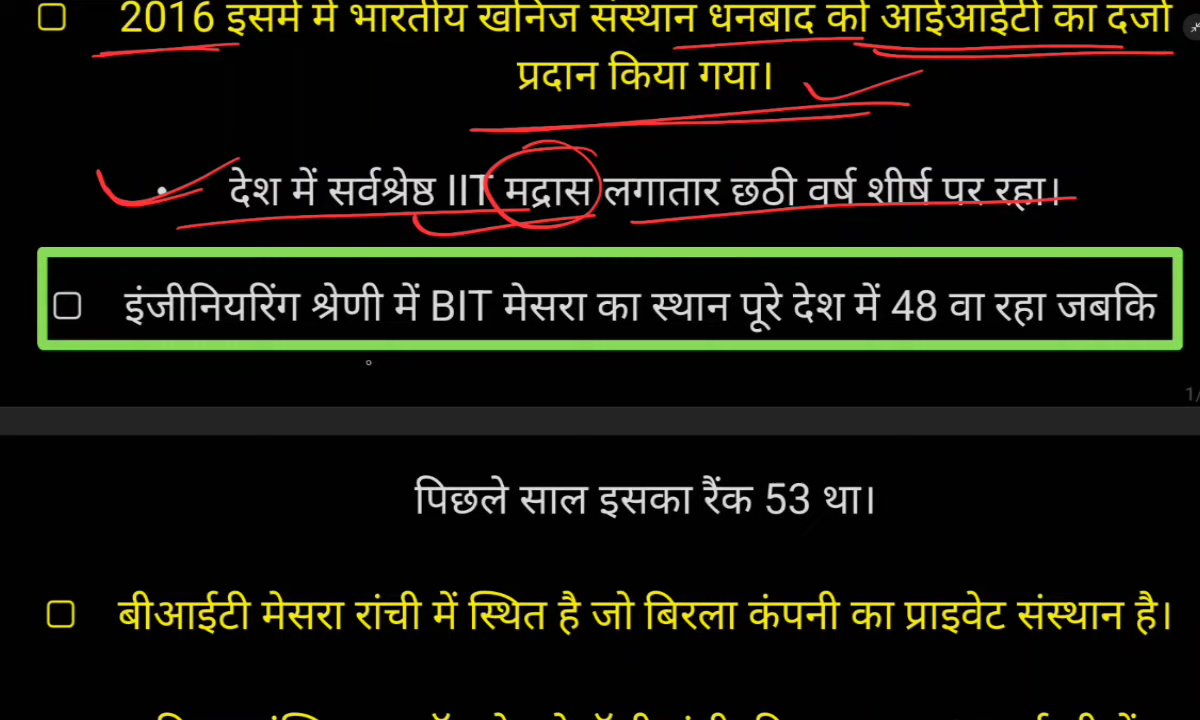 2016 इसमें में भारतीय खनिज संस्थान धनबाद को आईआईटी का दर्जा
प्रदान किया गया।
देश में सर्वश्रेष्ठ IIT मद्रास लगातार छठी वर्ष शीर्ष पर रहा।
इंजीनियरिंग श्रेणी में BIT मेसरा का स्थान पूरे देश में 48 वा रहा जबकि
पिछले साल इसका रैंक 53 था।
बीआईटी मेसरा रांची में स्थित है जो बिरला कंपनी का प्राइवेट संस्थान है।